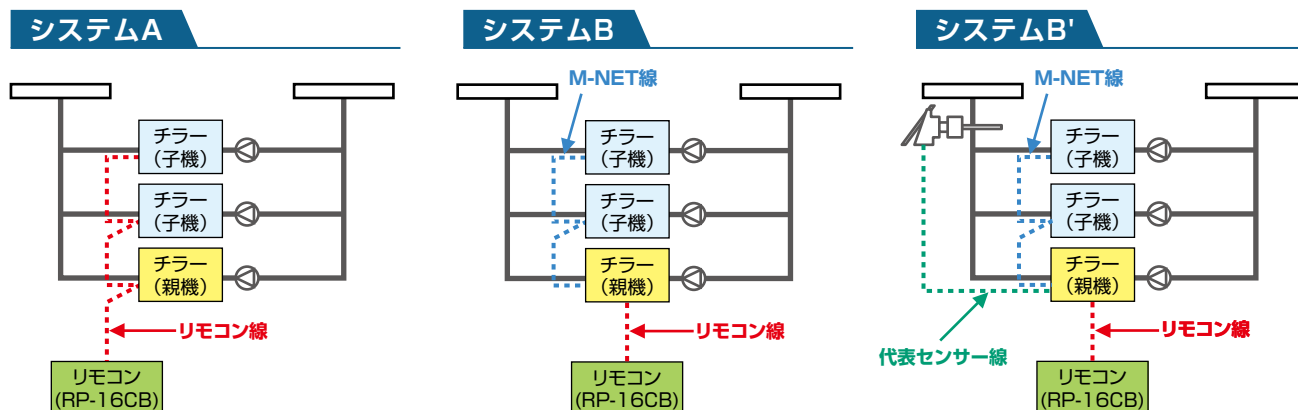 システムA
チラー
(子機)
チラー
(子機)
チラー
(親機)
リモコン線
リモコン
(RP-16CB)
システムB
M-NET線
チラー
(子機)
チラー
(子機)
チラー
(親機)
リモコン線
リモコン
(RP-16CB)
システムB'
M-NET線
チラー
(子機)
チラー
(子機)
チラー
(親機)
リモコン線
代表センサー線
リモコン
(RP-16CB)